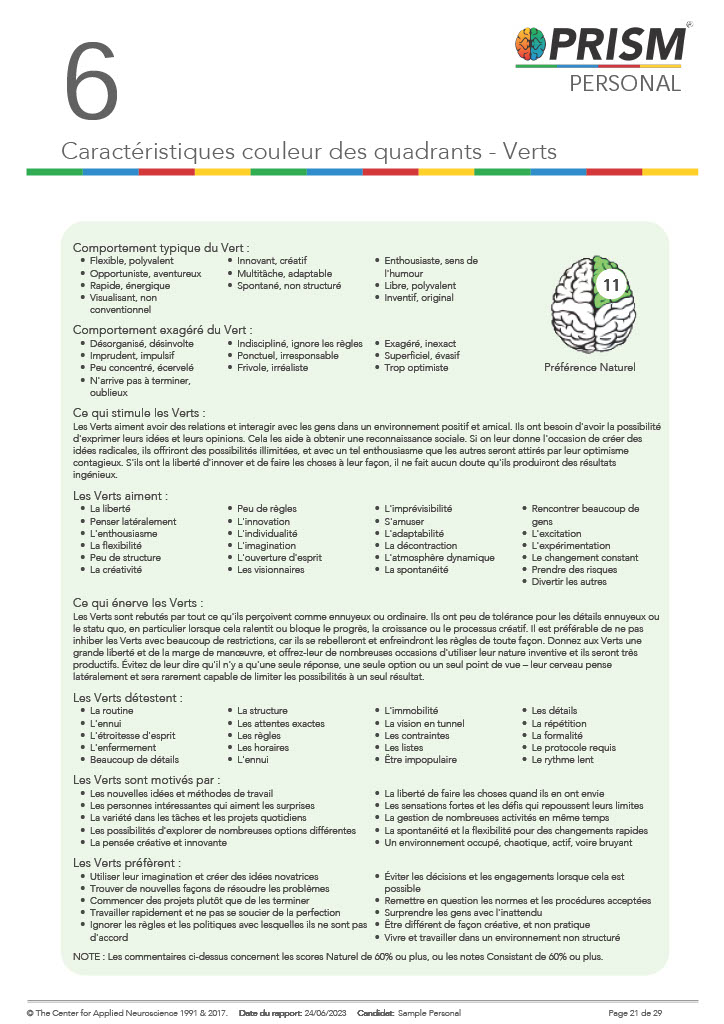 6
PRISM
PERSONAL
Caractéristiques couleur des quadrants - Verts
Comportement typique du Vert :
• Flexible, polyvalent
• Opportuniste, aventureux
• Rapide, énergique
• Visualisant, non
conventionnel
• Innovant, créatif
• Multitâche, adaptable
• Spontané, non structuré
• Enthousiaste, sens de
l'humour
• Libre, polyvalent
• Inventif, original
11
Préférence Naturel
Comportement exagéré du Vert :
• Désorganisé, désinvolte
• Imprudent, impulsif
• Peu concentré, écervelé
• N'arrive pas à terminer,
oublieux
• Indiscipliné, ignore les règles
• Ponctuel, irresponsable
• Frivole, irréaliste
• Exagéré, inexact
• Superficiel, évasif
• Trop optimiste
Ce qui stimule les Verts :
Les Verts aiment avoir des relations et interagir avec les gens dans un environnement positif et amical. Ils ont besoin d'avoir la possibilité
d'exprimer leurs idées et leurs opinions. Cela les aide à obtenir une reconnaissance sociale. Si on leur donne l'occasion de créer des
idées radicales, ils offriront des possibilités illimitées, et avec un tel enthousiasme que les autres seront attirés par leur optimisme
contagieux. S'ils ont la liberté d'innover et de faire les choses à leur façon, il ne fait aucun doute qu'ils produiront des résultats
ingénieux.
Les Verts aiment :
• La liberté
• Penser latéralement
• L'enthousiasme
• La flexibilité
• Peu de structure
• La créativité
• Peu de règles
• L'innovation
• L'individualité
• L'imagination
• L'ouverture d'esprit
• Les visionnaires
• L'imprévisibilité
• S'amuser
• L'adaptabilité
• La décontraction
• L'atmosphère dynamique
• La spontanéité
• Rencontrer beaucoup de
gens
• L'excitation
• L'expérimentation
• Le changement constant
• Prendre des risques
• Divertir les autres
Ce qui énerve les Verts :
Les Verts sont rebutés par tout ce qu'ils perçoivent comme ennuyeux ou ordinaire. Ils ont peu de tolérance pour les détails ennuyeux ou
le statu quo, en particulier lorsque cela ralentit ou bloque le progrès, la croissance ou le processus créatif. Il est préférable de ne pas
inhiber les Verts avec beaucoup de restrictions, car ils se rebelleront et enfreindront les règles de toute façon. Donnez aux Verts une
grande liberté et de la marge de manœuvre, et offrez-leur de nombreuses occasions d'utiliser leur nature inventive et ils seront très
productifs. Évitez de leur dire qu'il n'y a qu'une seule réponse, une seule option ou un seul point de vue – leur cerveau pense
latéralement et sera rarement capable de limiter les possibilités à un seul résultat.
Les Verts détestent :
• La routine
• L'ennui
• L'étroitesse d'esprit
• L'enfermement
• Beaucoup de détails
• La structure
• Les attentes exactes
• Les règles
• Les horaires
• L'ennui
• L'immobilité
• La vision en tunnel
• Les contraintes
• Les listes
• Être impopulaire
• Les détails
• La répétition
• La formalité
• Le protocole requis
• Le rythme lent
Les Verts sont motivés par :
• Les nouvelles idées et méthodes de travail
• Les personnes intéressantes qui aiment les surprises
• La variété dans les tâches et les projets quotidiens
• Les possibilités d'explorer de nombreuses options différentes
• La pensée créative et innovante
• La liberté de faire les choses quand ils en ont envie
• Les sensations fortes et les défis qui repoussent leurs limites
• La gestion de nombreuses activités en même temps
• La spontanéité et la flexibilité pour des changements rapides
• Un environnement occupé, chaotique, actif, voire bruyant
Les Verts préfèrent :
• Utiliser leur imagination et créer des idées novatrices
• Trouver de nouvelles façons de résoudre les problèmes
• Commencer des projets plutôt que de les terminer
• Travailler rapidement et ne pas se soucier de la perfection
• Ignorer les règles et les politiques avec lesquelles ils ne sont pas
d'accord
• Éviter les décisions et les engagements lorsque cela est
possible
• Remettre en question les normes et les procédures acceptées
• Surprendre les gens avec l'inattendu
• Être différent de façon créative, et non pratique
• Vivre et travailler dans un environnement non structuré
NOTE : Les commentaires ci-dessus concernent les scores Naturel de 60% ou plus, ou les notes Consistant de 60% ou plus.
© The Center for Applied Neuroscience 1991 & 2017. Date du rapport: 24/06/2023 Candidat: Sample Personal Page 21 de 29